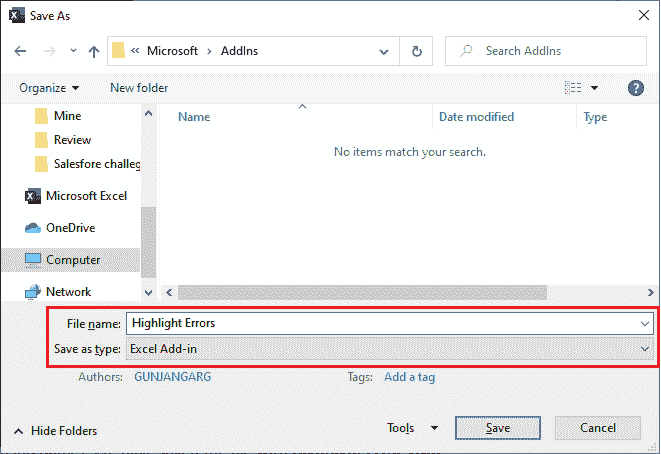 Save As
« Microsoft › AddIns
Search AddIns
Organize
New folder
?
Name
Date modified
Type
Mine
Review
Salesfore challeg
Microsoft Excel
OneDrive
Computer
Network
No items match your search.
File name: Highlight Errors
Save as type: Excel Add-in
Authors: GUNJANGARG
Tags: Add a tag
Hide Folders
Tools
Save
Cancel